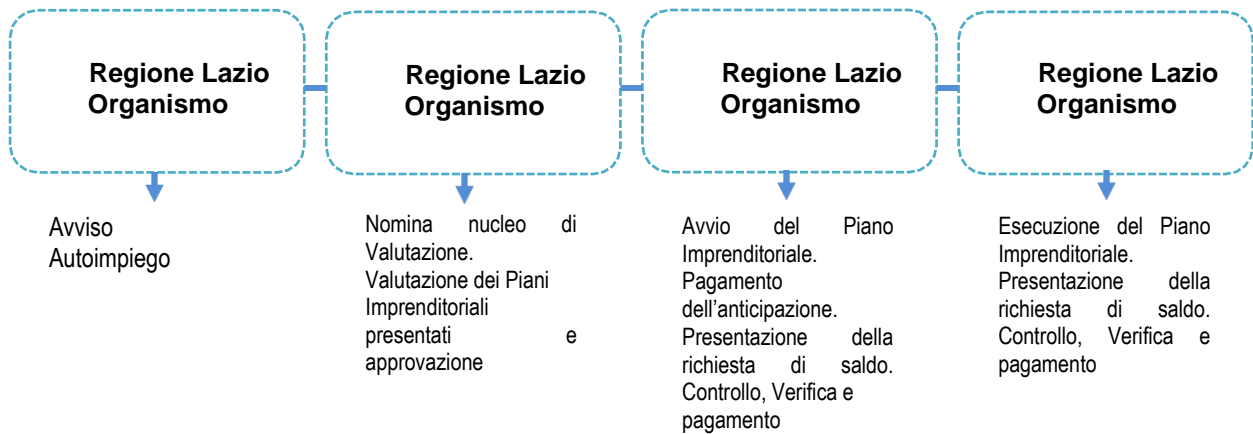 Regione Lazio
Organismo
Avviso
Autoimpiego
Regione Lazio
Organismo
Nomina nucleo di
Valutazione.
Valutazione dei Piani
Imprenditoriali
presentati e
approvazione
Regione Lazio
Organismo
Avvio del Piano
Imprenditoriale.
Pagamento
dell’anticipazione.
Presentazione della
richiesta di saldo.
Controllo, Verifica e
pagamento
Regione Lazio
Organismo
Esecuzione del Piano
Imprenditoriale.
Presentazione della
richiesta di saldo.
Controllo, Verifica e
pagamento